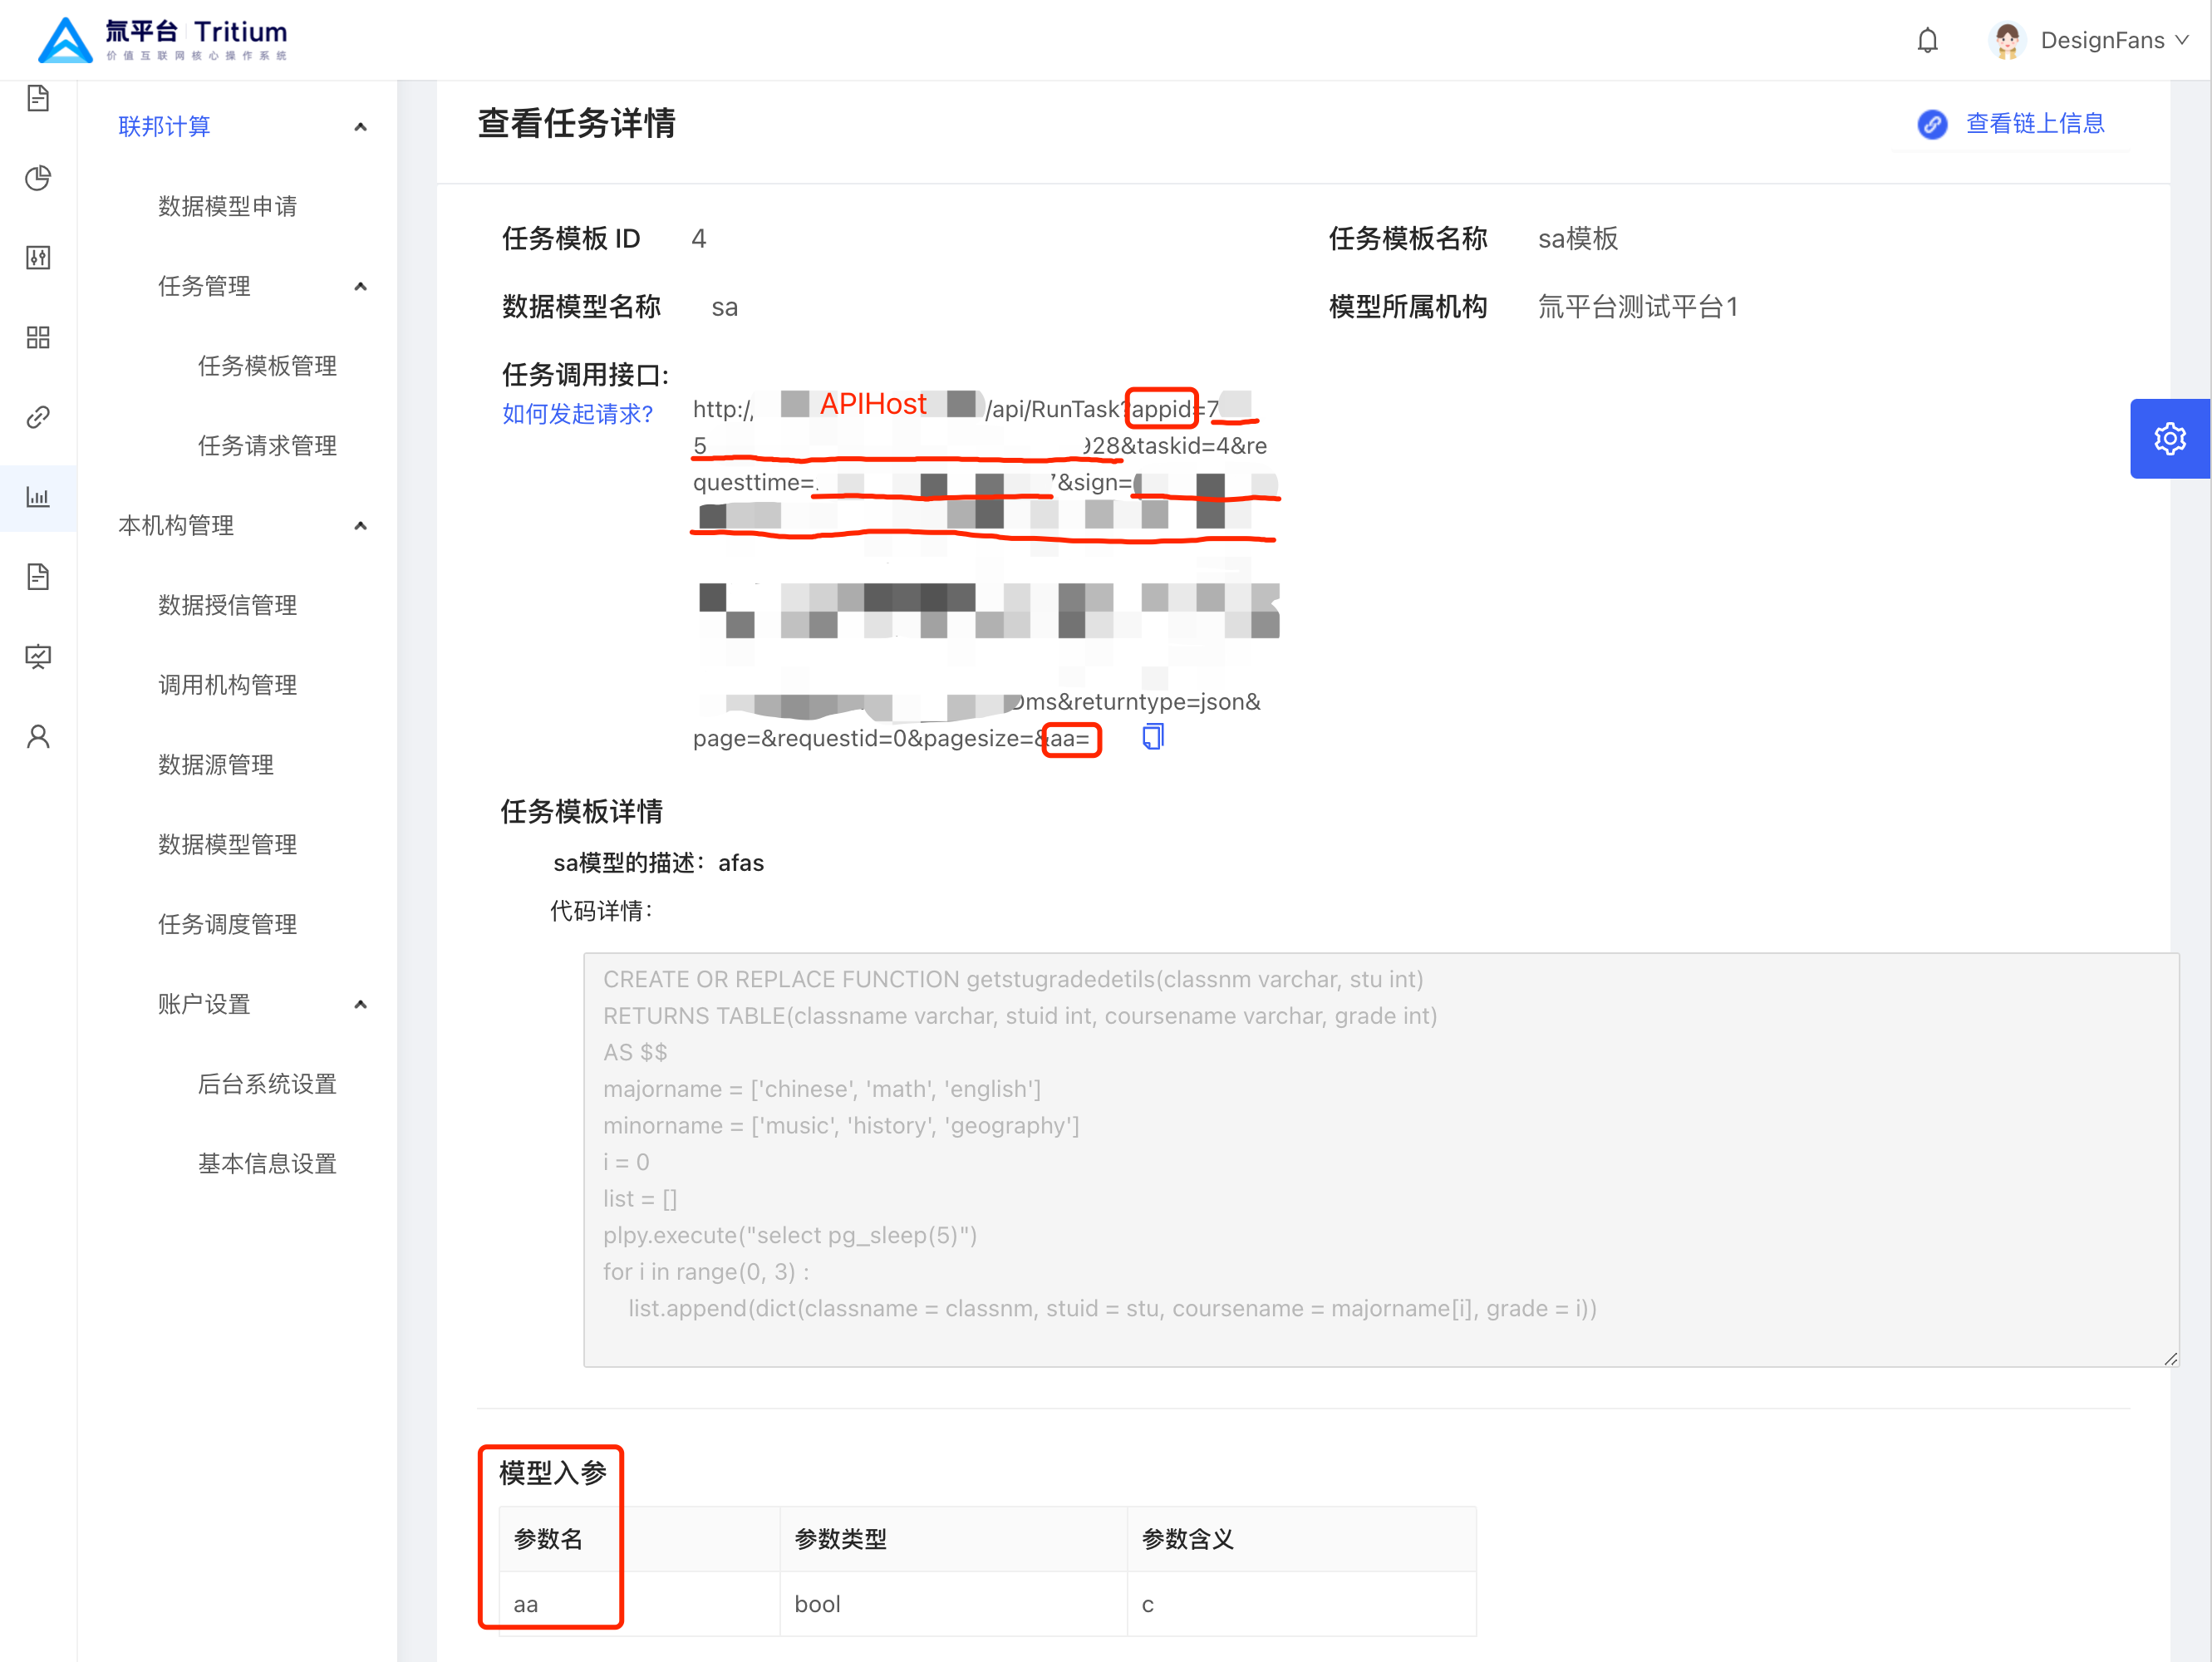 氚平台 Tritium
价值互联网核心操作系统
DesignFans
联邦计算
数据模型申请
任务管理
任务模板管理
任务请求管理
本机构管理
数据授信管理
调用机构管理
数据源管理
数据模型管理
任务调度管理
账户设置
后台系统设置
基本信息设置
查看任务详情
查看链上信息
任务模板 ID 4
任务模板名称 sa模板
数据模型名称 sa
模型所属机构 氚平台测试平台1
任务调用接口:
如何发起请求?
http:/ APIHost /api/RunTask?appid=7
5 928&taskid=4&re
questtime= &sign=
ms&returntype=json&
page=&requestid=0&pagesize=&aa=
任务模板详情
sa模型的描述：afas
代码详情：
CREATE OR REPLACE FUNCTION getstugradedetils(classnm varchar, stu int)
RETURNS TABLE(classname varchar, stuid int, coursename varchar, grade int)
AS $$
majorname = ['chinese', 'math', 'english']
minorname = ['music', 'history', 'geography']
i = 0
list = []
plpy.execute("select pg_sleep(5)")
for i in range(0, 3) :
list.append(dict(classname = classnm, stuid = stu, coursename = majorname[i], grade = i))
模型入参
参数名 参数类型 参数含义
aa bool c